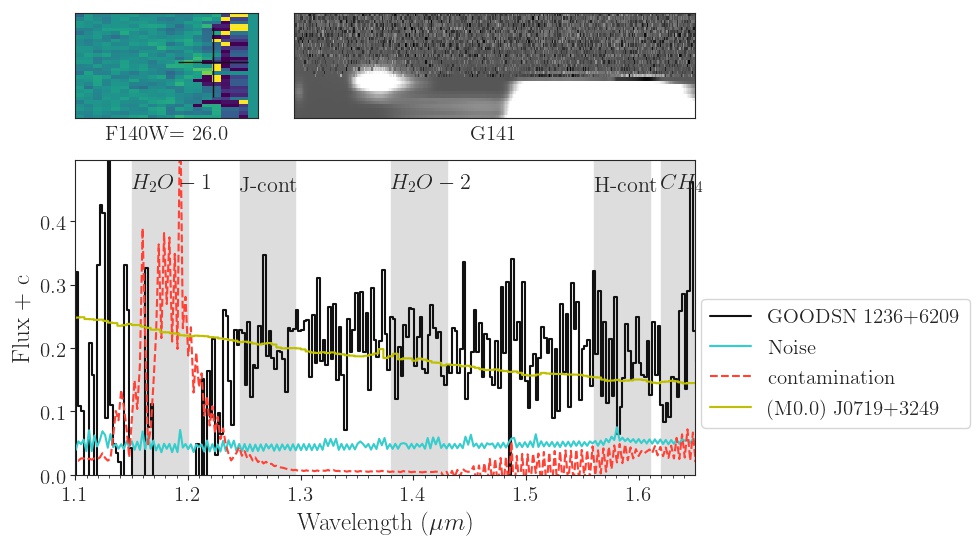 F140W= 26.0
G141
H₂O − 1
J-cont
H₂O − 2
H-cont
CH₄
Flux + c
0.4
0.3
0.2
0.1
0.0
1.1
1.2
1.3
1.4
1.5
1.6
Wavelength (μm)
GOODSN 1236+6209
Noise
contamination
(M0.0) J0719+3249